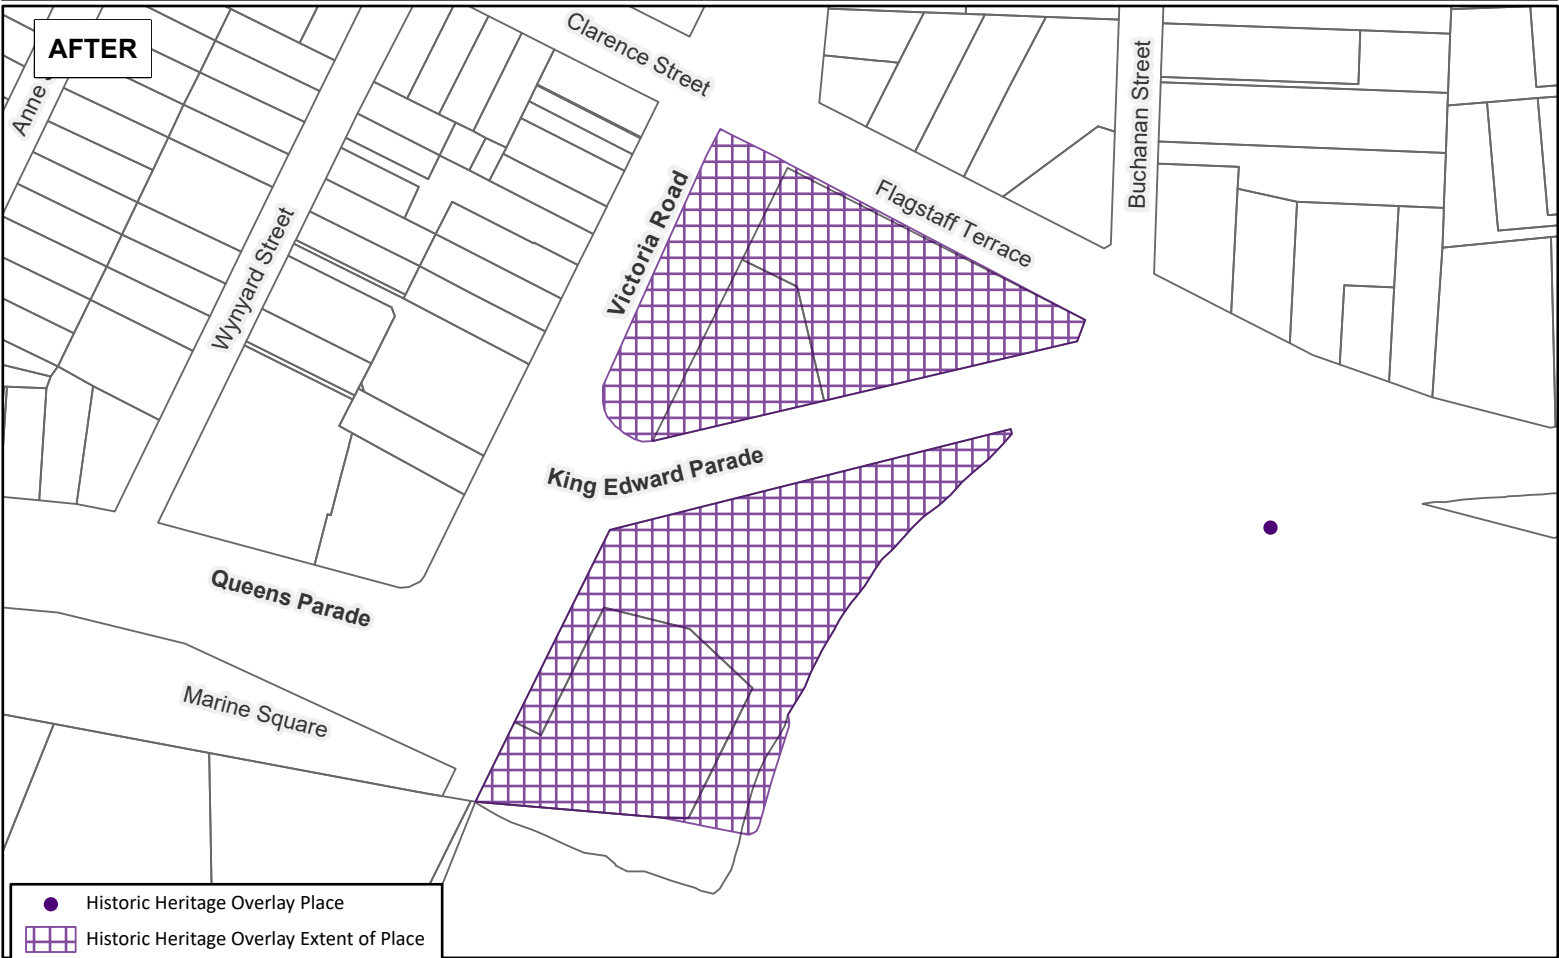 AFTER
Clarence Street
Anne
Buchanan Street
Victoria Road
Flagstaff Terrace
Wynyard Street
King Edward Parade
Queens Parade
Marine Square
Historic Heritage Overlay Place
Historic Heritage Overlay Extent of Place